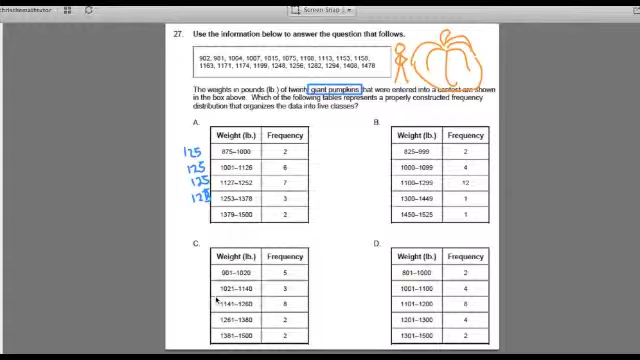 christhemathtutor
Screen Snap
27. Use the information below to answer the question that follows.
902, 981, 1004, 1007, 1015, 1075, 1108, 1113, 1153, 1158,
1163, 1171, 1174, 1199, 1248, 1256, 1282, 1294, 1408, 1478
The weights in pounds (lb.) of twenty giant pumpkins that were entered into a contest are shown
in the box above. Which of the following tables represents a properly constructed frequency
distribution that organizes the data into five classes?
A.
Weight (lb.) Frequency
125 875–1000 2
125 1001–1126 6
125 1127–1252 7
1253–1378 3
1379–1500 2
B.
Weight (lb.) Frequency
825–999 2
1000–1099 4
1100–1299 12
1300–1449 1
1450–1525 1
C.
Weight (lb.) Frequency
901–1020 5
1021–1140 3
1141–1260 8
1261–1380 2
1381–1500 2
D.
Weight (lb.) Frequency
801–1000 2
1001–1100 4
1101–1200 8
1201–1300 4
1301–1500 2